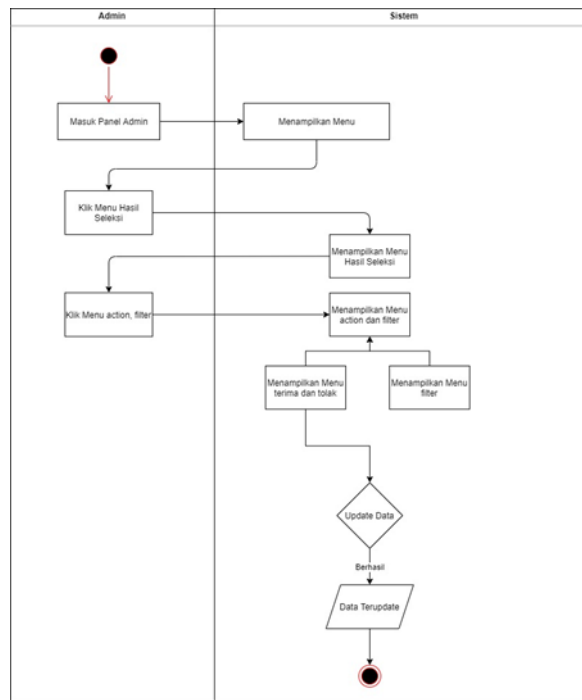 Admin
Sistem
Masuk Panel Admin
Menampilkan Menu
Klik Menu Hasil
Seleksi
Menampilkan Menu
Hasil Seleksi
Klik Menu action, filter
Menampilkan Menu
action dan filter
Menampilkan Menu
terima dan tolak
Menampilkan Menu
filter
Update Data
Berhasil
Data Terupdate